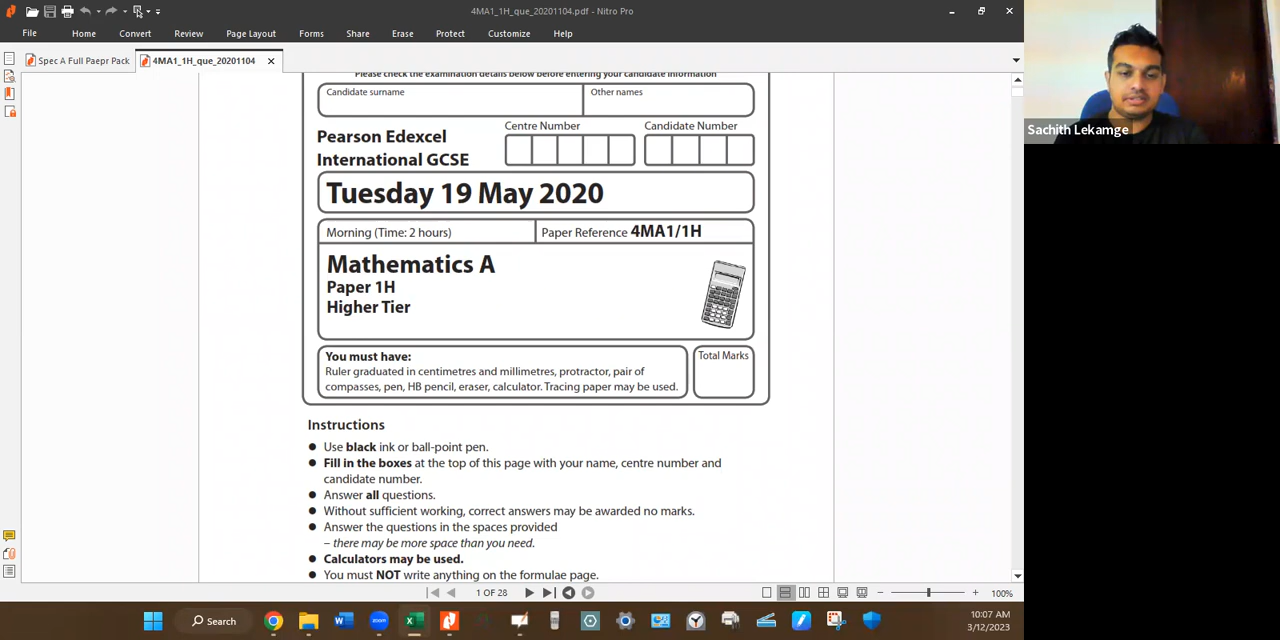 4MA1_1H_que_20201104.pdf - Nitro Pro
File
Home
Convert
Review
Page Layout
Forms
Share
Erase
Protect
Customize
Help
Spec A Full Paepr Pack
4MA1_1H_que_20201104
Please check the examination details below before entering your candidate information
Candidate surname
Other names
Pearson Edexcel
International GCSE
Centre Number
Candidate Number
Tuesday 19 May 2020
Morning (Time: 2 hours)
Paper Reference 4MA1/1H
Mathematics A
Paper 1H
Higher Tier
You must have:
Ruler graduated in centimetres and millimetres, protractor, pair of
compasses, pen, HB pencil, eraser, calculator. Tracing paper may be used.
Total Marks
Instructions
● Use black ink or ball-point pen.
● Fill in the boxes at the top of this page with your name, centre number and
candidate number.
● Answer all questions.
● Without sufficient working, correct answers may be awarded no marks.
● Answer the questions in the spaces provided
– there may be more space than you need.
● Calculators may be used.
● You must NOT write anything on the formulae page.
1 OF 28
100%
Search
zoom
10:07 AM
3/12/2023
Sachith Lekamge